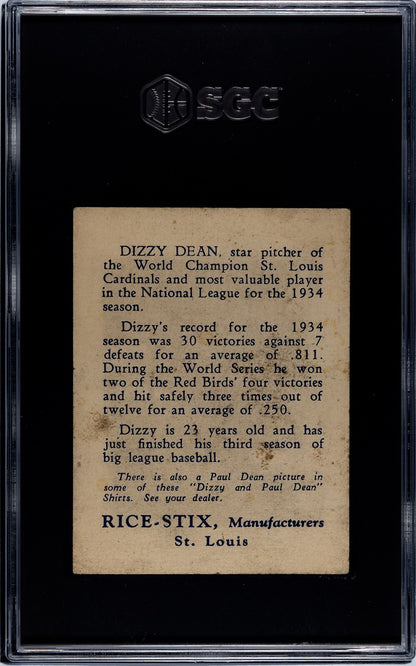 SGC
DIZZY DEAN, star pitcher of
the World Champion St. Louis
Cardinals and most valuable player
in the National League for the 1934
season.
Dizzy's record for the 1934
season was 30 victories against 7
defeats for an average of .811.
During the World Series he won
two of the Red Birds' four victories
and hit safely three times out of
twelve for an average of .250.
Dizzy is 23 years old and has
just finished his third season of
big league baseball.
There is also a Paul Dean picture in
some of these "Dizzy and Paul Dean"
Shirts. See your dealer.
RICE-STIX, Manufacturers
St. Louis